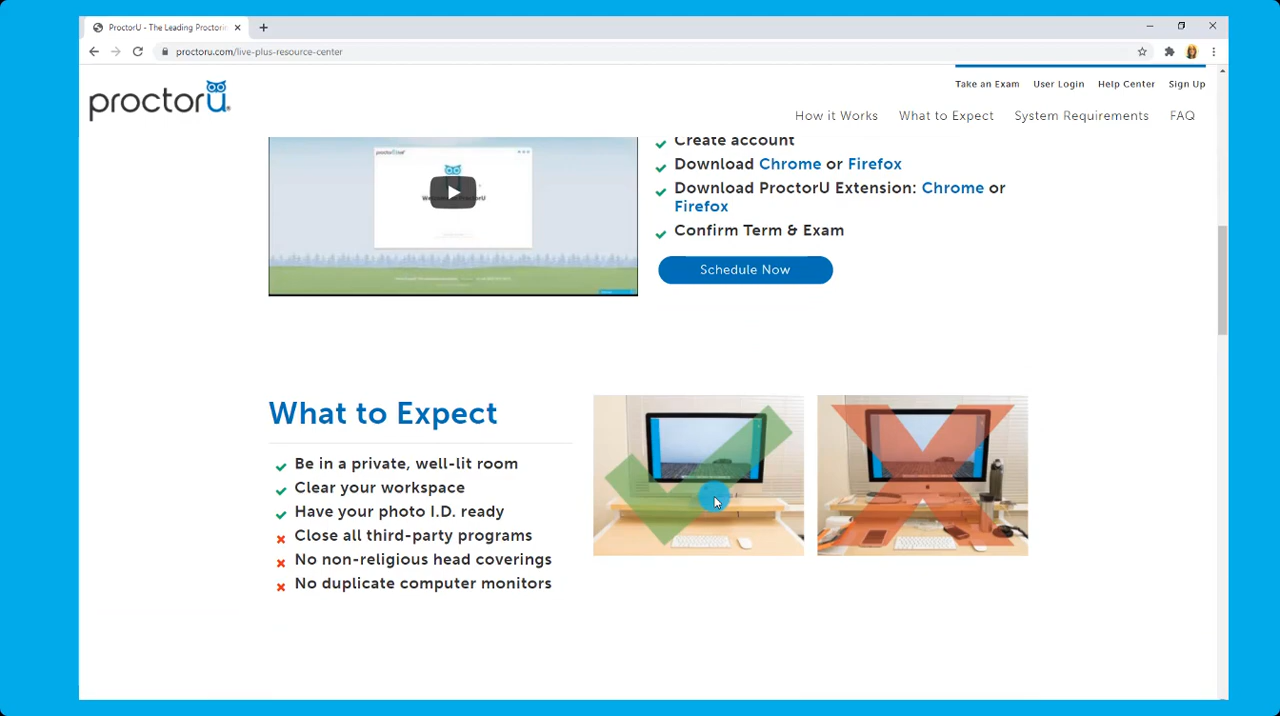 ProctorU - The Leading Proctorin
proctoru.com/live-plus-resource-center
proctorU
Take an Exam User Login Help Center Sign Up
How it Works What to Expect System Requirements FAQ
Create account
Download Chrome or Firefox
Download ProctorU Extension: Chrome or
Firefox
Confirm Term & Exam
Schedule Now
What to Expect
Be in a private, well-lit room
Clear your workspace
Have your photo I.D. ready
Close all third-party programs
No non-religious head coverings
No duplicate computer monitors